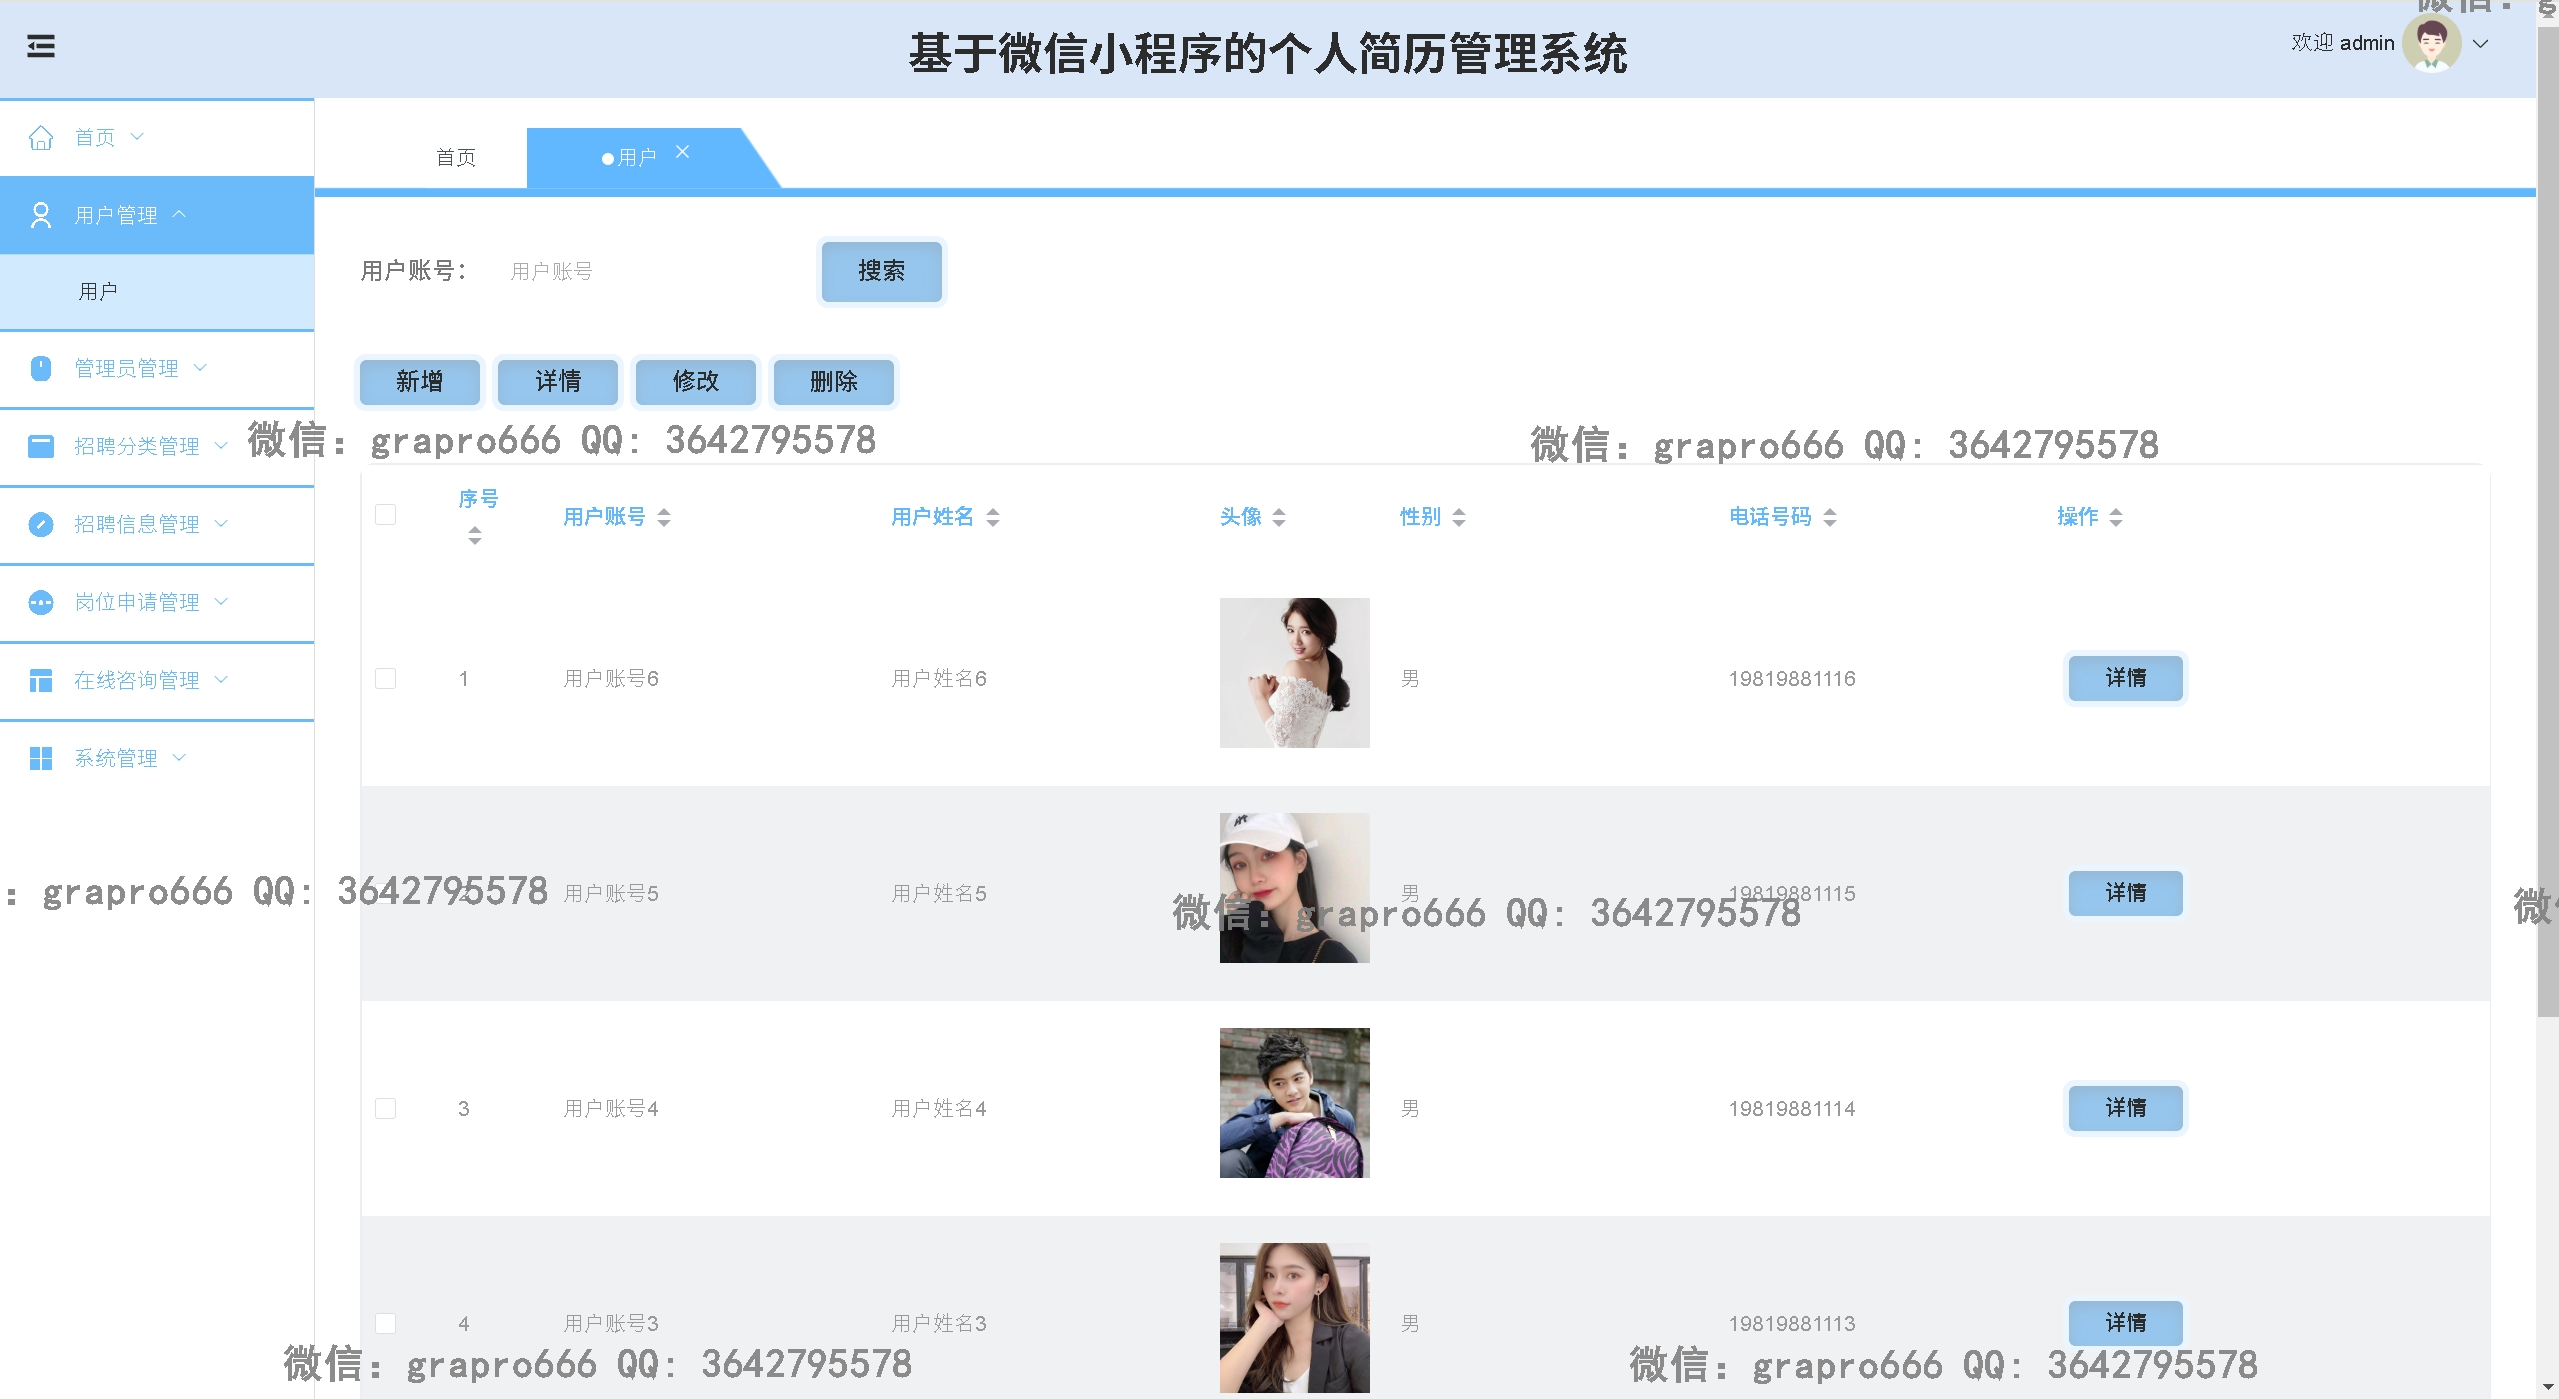 微信：g
基于微信小程序的个人简历管理系统
欢迎 admin
首页
用户管理
用户
管理员管理
招聘分类管理
招聘信息管理
岗位申请管理
在线咨询管理
系统管理
首页
用户
用户账号：
用户账号
搜索
新增
详情
修改
删除
微信：grapro666 QQ: 3642795578
微信：grapro666 QQ: 3642795578
序号 用户账号 用户姓名 头像 性别 电话号码 操作
1 用户账号6 用户姓名6 男 19819881116 详情
2 用户账号5 用户姓名5 男 19819881115 详情
：grapro666 QQ: 3642795578
微信：grapro666 QQ: 3642795578
微信
3 用户账号4 用户姓名4 男 19819881114 详情
4 用户账号3 用户姓名3 男 19819881113 详情
微信：grapro666 QQ: 3642795578
微信：grapro666 QQ: 3642795578